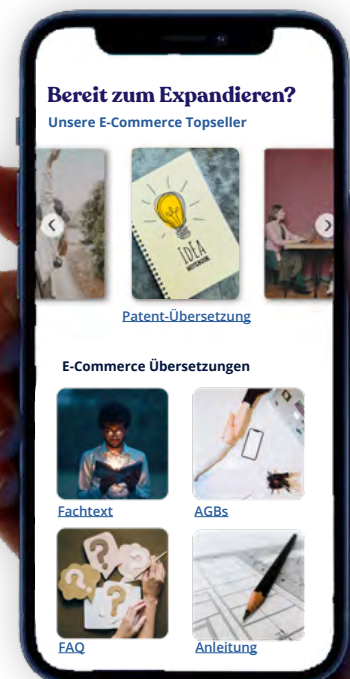 Bereit zum Expandieren?
Unsere E-Commerce Topseller
IDEA
NOTEBOOK
Patent-Übersetzung
E-Commerce Übersetzungen
Fachtext
AGBs
FAQ
Anleitung